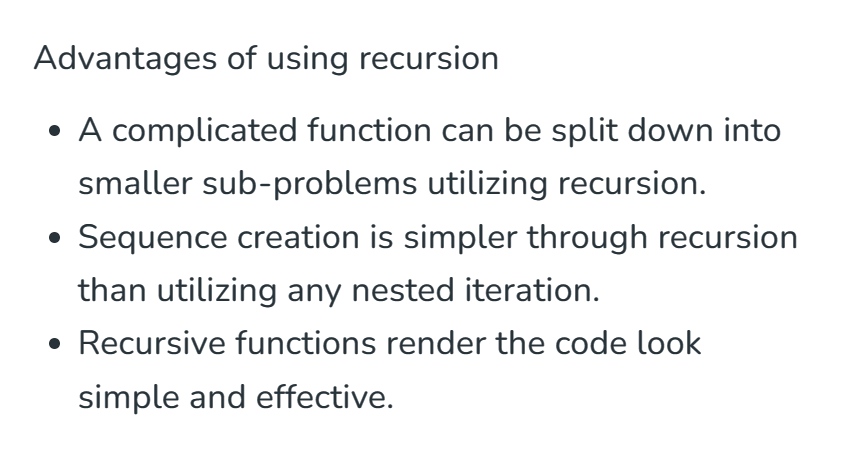 Advantages of using recursion
• A complicated function can be split down into
smaller sub-problems utilizing recursion.
• Sequence creation is simpler through recursion
than utilizing any nested iteration.
• Recursive functions render the code look
simple and effective.